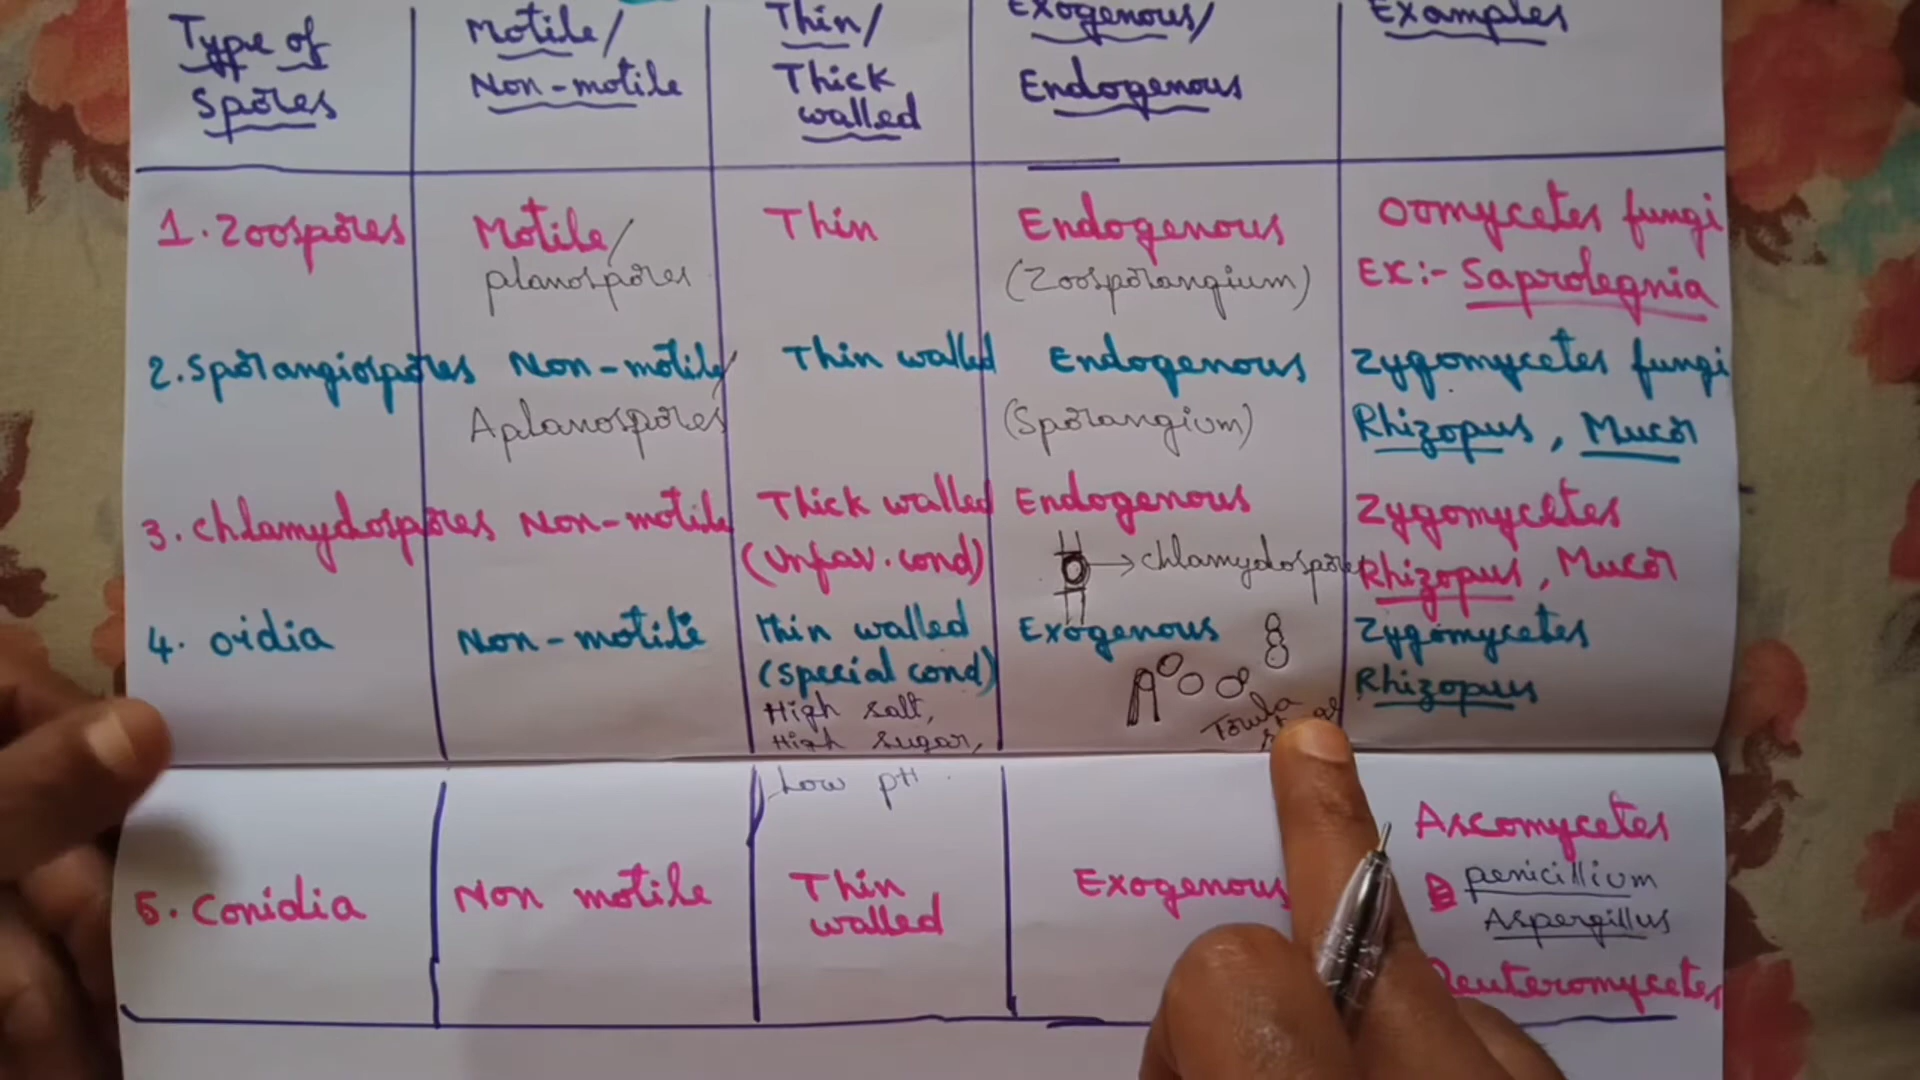 Type of Spores
Motile/ Non-motile
Thin/ Thick walled
Exogenous/ Endogenous
Examples
1. Zoospores
Motile/ planospores
Thin
Endogenous (Zoosporangium)
Oomycetes fungi
Ex:- Saprolegnia
2. Sporangiospores
Non-motile/ Aplanospores
Thin walled
Endogenous (Sporangium)
Zygomycetes fungi
Rhizopus, Mucor
3. Chlamydospores
Non-motile
Thick walled (Unfav. cond)
Endogenous
→ chlamydospores
Zygomycetes
Rhizopus, Mucor
4. oidia
Non-motile
thin walled (special cond)
High salt,
High sugar,
Low pH
Exogenous
Torula
Zygomycetes
Rhizopus
5. Conidia
Non motile
Thin walled
Exogenous
Ascomycetes
penicillium
Aspergillus
Deuteromycetes